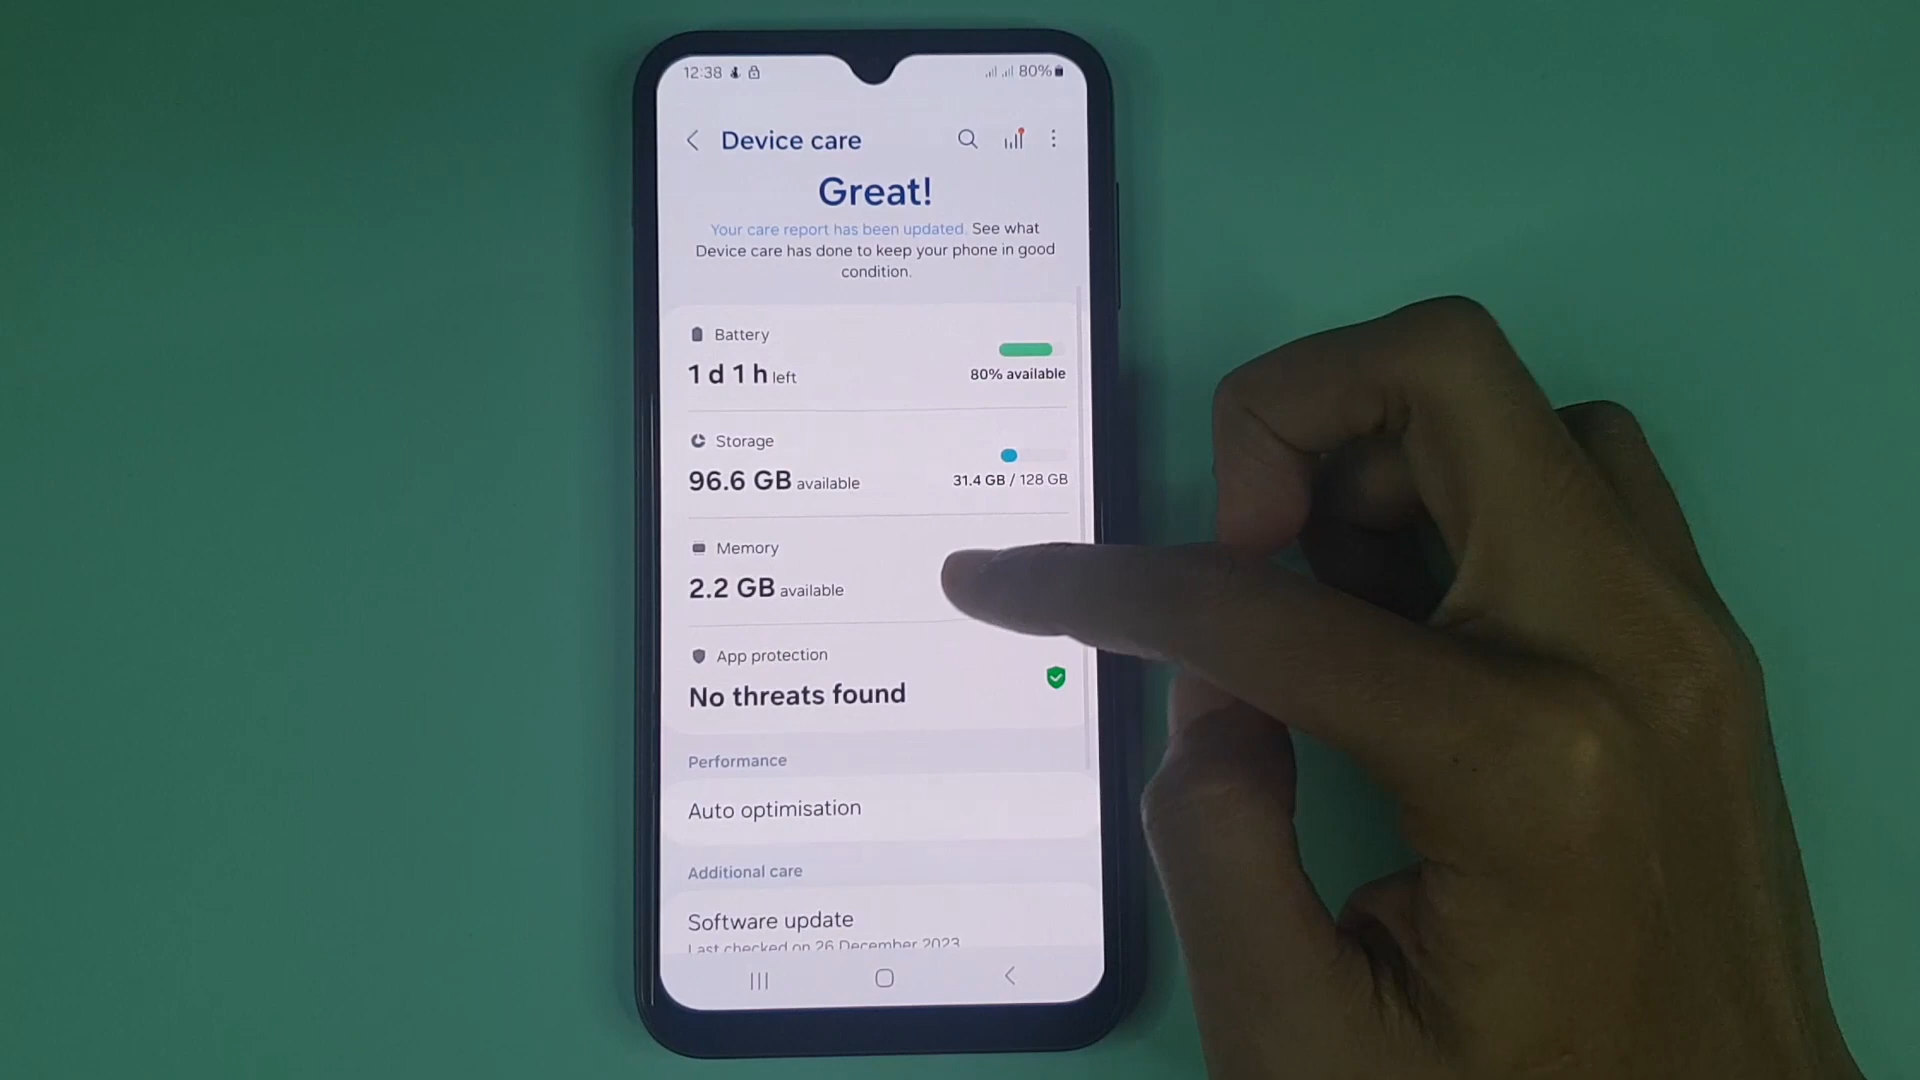 12:38 80%
Device care
Great!
Your care report has been updated. See what
Device care has done to keep your phone in good
condition.
Battery
1 d 1 h left
80% available
Storage
96.6 GB available
31.4 GB / 128 GB
Memory
2.2 GB available
App protection
No threats found
Performance
Auto optimisation
Additional care
Software update
Last checked on 26 December 2023